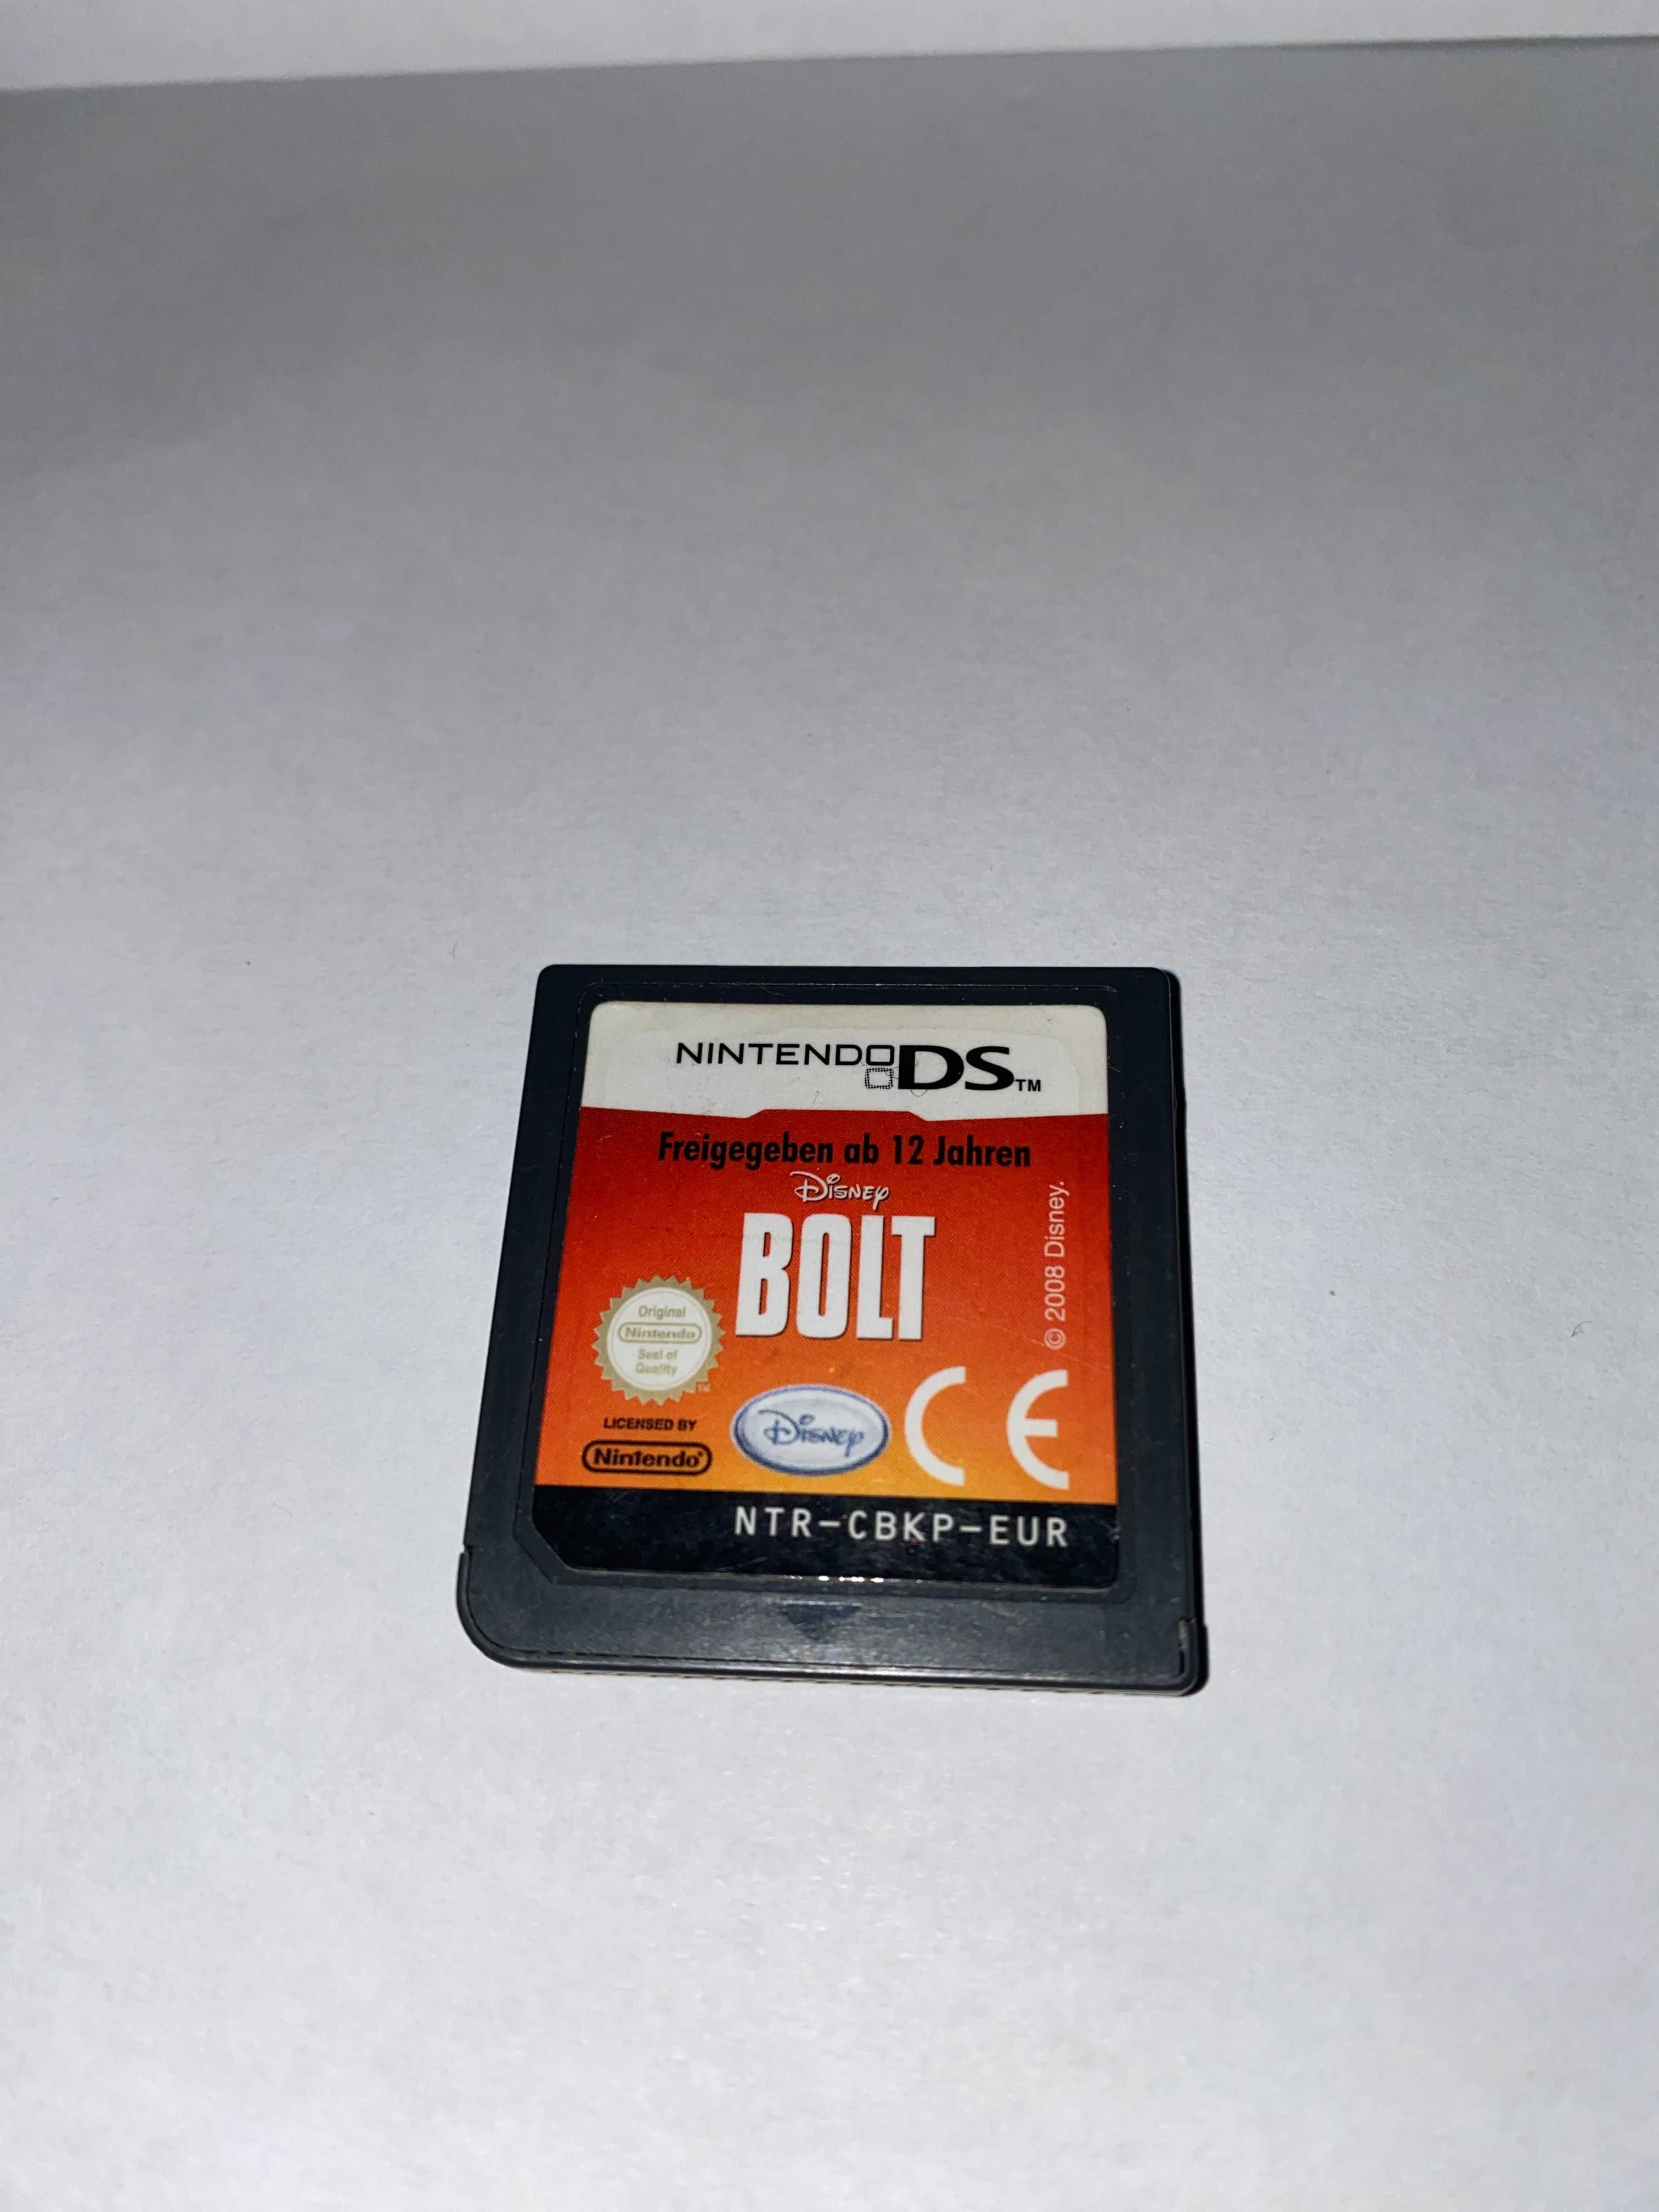 NINTENDO DS™
Freigegeben ab 12 Jahren
Disney
BOLT
© 2008 Disney.
Original
Nintendo
Seal of
Quality
TM
LICENSED BY
Nintendo®
Disney
CE
NTR-CBKP-EUR